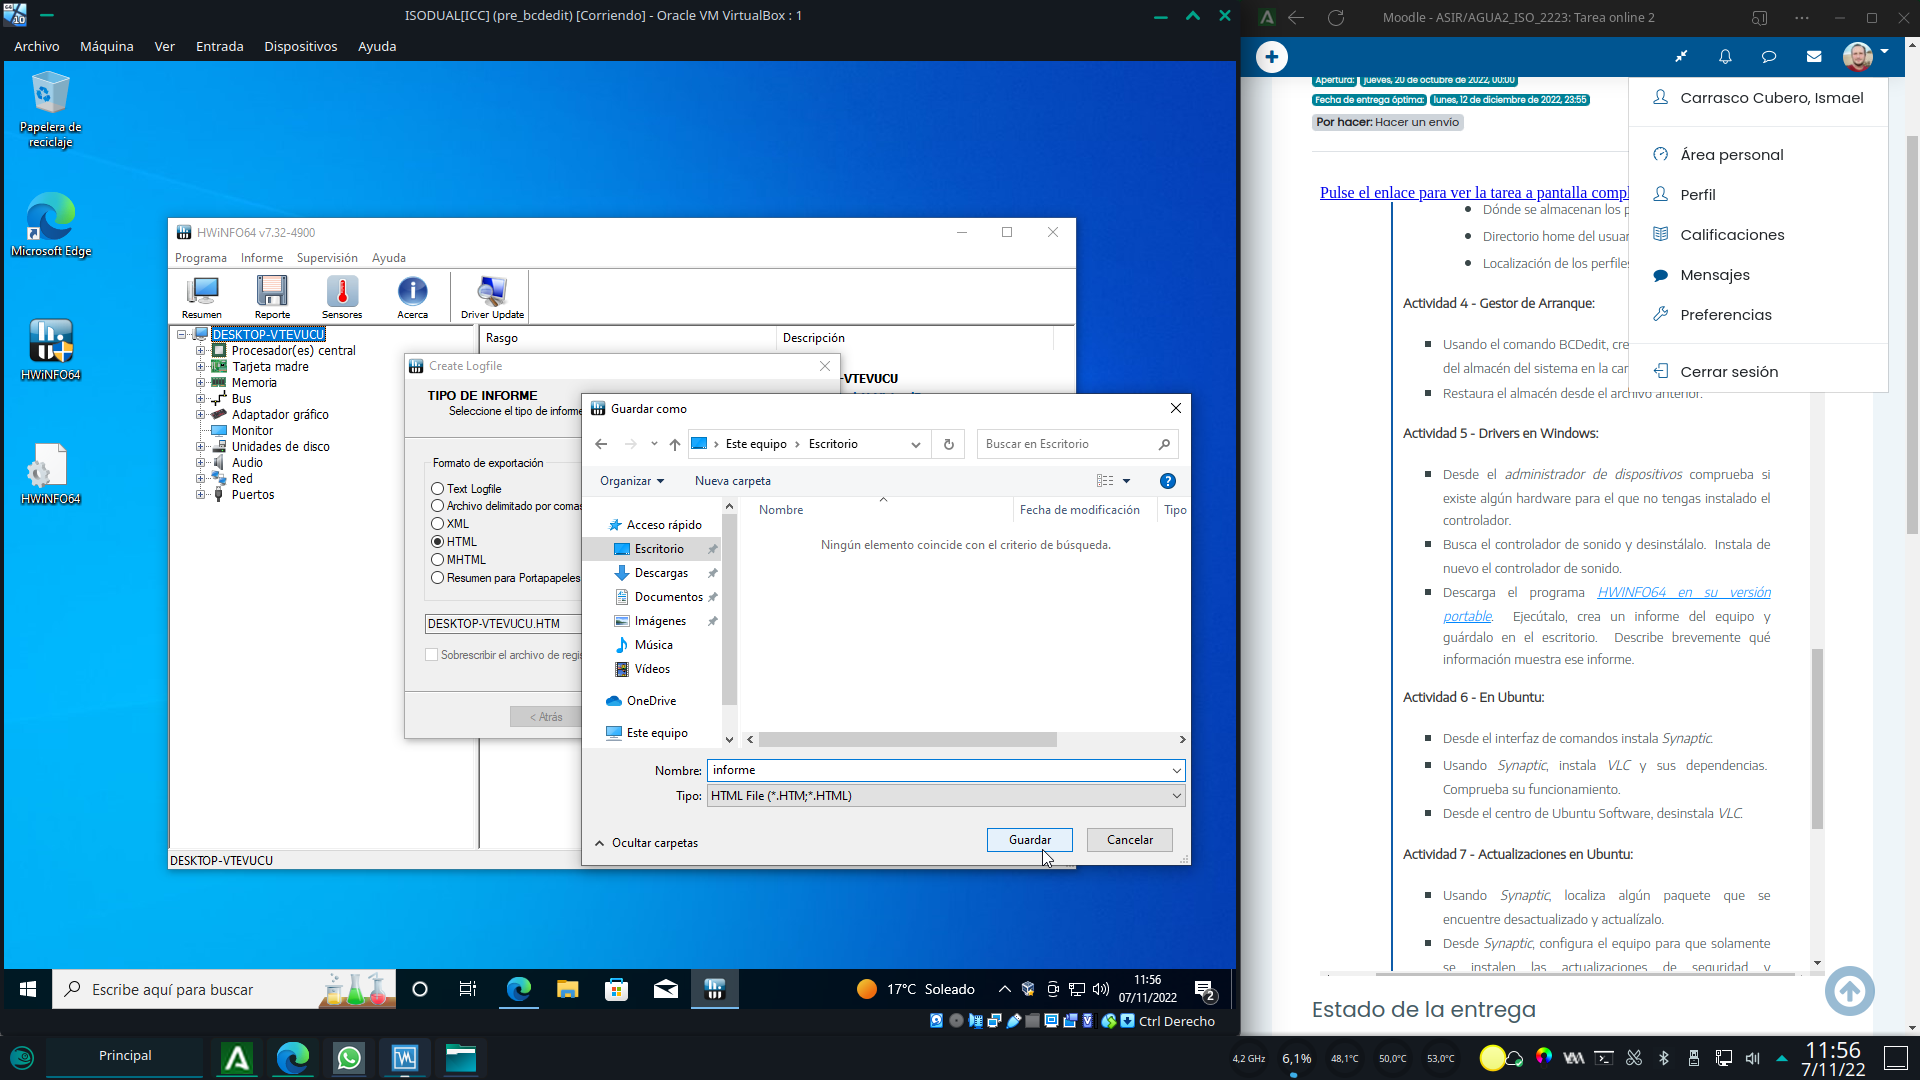 ISODUAL[ICC] (pre_bcdedit) [Corriendo] - Oracle VM VirtualBox : 1
Archivo Máquina Ver Entrada Dispositivos Ayuda
Papelera de reciclaje
Microsoft Edge
HWiNFO64
HWiNFO64
HWiNFO64 v7.32-4900
Programa Informe Supervisión Ayuda
Resumen Reporte Sensores Acerca Driver Update
DESKTOP-VTEVUCU
Procesador(es) central
Tarjeta madre
Memoria
Bus
Adaptador gráfico
Monitor
Unidades de disco
Audio
Red
Puertos
Rasgo Descripción
-VTEVUCU
DESKTOP-VTEVUCU
Create Logfile
TIPO DE INFORME
Seleccione el tipo de informe
Formato de exportación
Text Logfile
Archivo delimitado por comas
XML
HTML
MHTML
Resumen para Portapapeles
DESKTOP-VTEVUCU.HTM
Sobrescribir el archivo de regis
< Atrás
Guardar como
Este equipo > Escritorio
Buscar en Escritorio
Organizar Nueva carpeta
Acceso rápido
Escritorio
Descargas
Documentos
Imágenes
Música
Vídeos
OneDrive
Este equipo
Nombre Fecha de modificación Tipo
Ningún elemento coincide con el criterio de búsqueda.
Nombre: informe
Tipo: HTML File (*.HTM;*.HTML)
Ocultar carpetas
Guardar Cancelar
Escribe aquí para buscar
17°C Soleado
11:56
07/11/2022
2
Ctrl Derecho
Moodle - ASIR/AGUA2_ISO_2223: Tarea online 2
Apertura: jueves, 20 de octubre de 2022, 00:00
Fecha de entrega óptima: lunes, 12 de diciembre de 2022, 23:55
Por hacer: Hacer un envío
Pulse el enlace para ver la tarea a pantalla compl
Carrasco Cubero, Ismael
Área personal
Perfil
Calificaciones
Mensajes
Preferencias
Cerrar sesión
Dónde se almacenan los p
Directorio home del usuar
Localización de los perfiles
Actividad 4 - Gestor de Arranque:
Usando el comando BCDedit, cre
del almacén del sistema en la car
Restaura el almacén desde el archivo anterior.
Actividad 5 - Drivers en Windows:
Desde el administrador de dispositivos comprueba si
existe algún hardware para el que no tengas instalado el
controlador.
Busca el controlador de sonido y desinstálalo. Instala de
nuevo el controlador de sonido.
Descarga el programa HWINFO64 en su versión
portable. Ejecútalo, crea un informe del equipo y
guárdalo en el escritorio. Describe brevemente qué
información muestra ese informe.
Actividad 6 - En Ubuntu:
Desde el interfaz de comandos instala Synaptic.
Usando Synaptic, instala VLC y sus dependencias.
Comprueba su funcionamiento.
Desde el centro de Ubuntu Software, desinstala VLC.
Actividad 7 - Actualizaciones en Ubuntu:
Usando Synaptic, localiza algún paquete que se
encuentre desactualizado y actualízalo.
Desde Synaptic, configura el equipo para que solamente
se instalen las actualizaciones de seguridad y
Estado de la entrega
Principal
4,2 GHz 6,1% 48,1°C 50,0°C 53,0°C
11:56
7/11/22